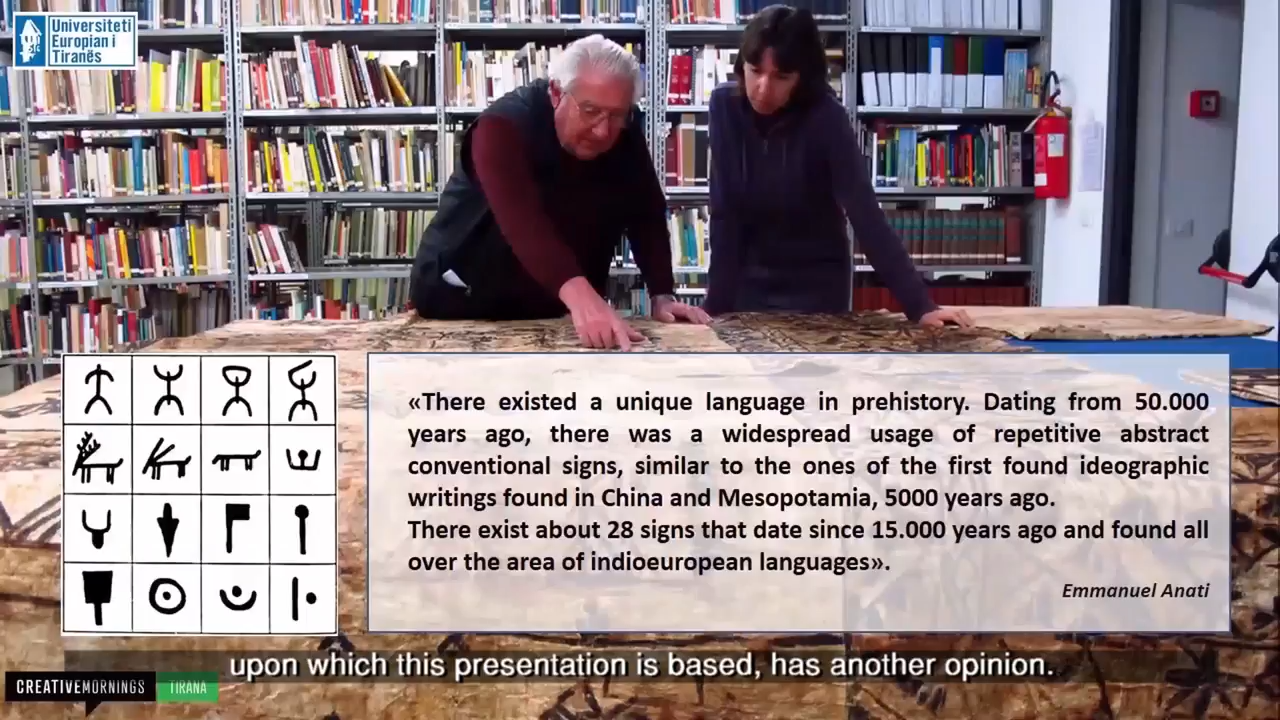 Universiteti
Europian i
Tiranës
«There existed a unique language in prehistory. Dating from 50.000
years ago, there was a widespread usage of repetitive abstract
conventional signs, similar to the ones of the first found ideographic
writings found in China and Mesopotamia, 5000 years ago.
There exist about 28 signs that date since 15.000 years ago and found all
over the area of indioeuropean languages».
Emmanuel Anati
upon which this presentation is based, has another opinion.
CREATIVEMORNINGS TIRANA